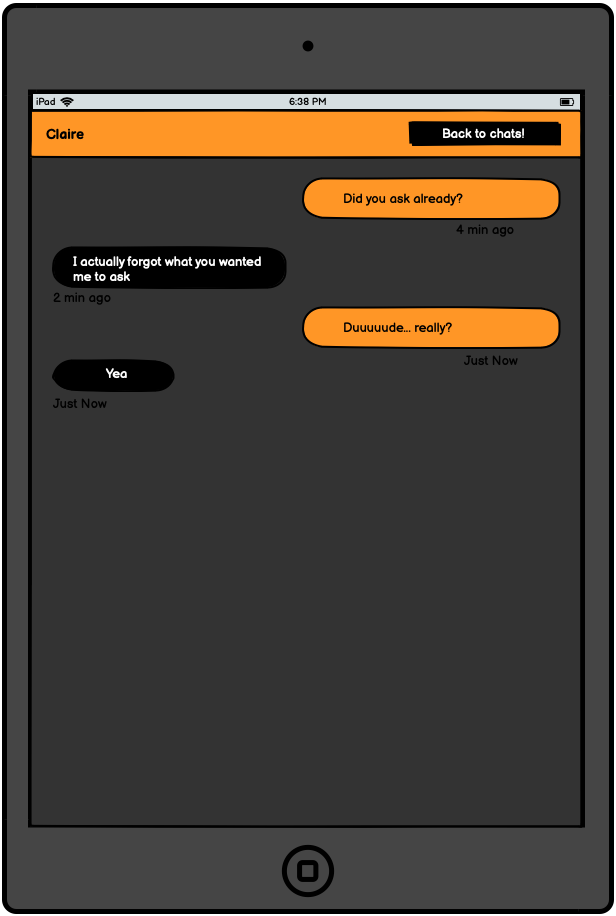 iPad
6:38 PM
Claire
Back to chats!
Did you ask already?
4 min ago
I actually forgot what you wanted
me to ask
2 min ago
Duuuuude... really?
Just Now
Yea
Just Now